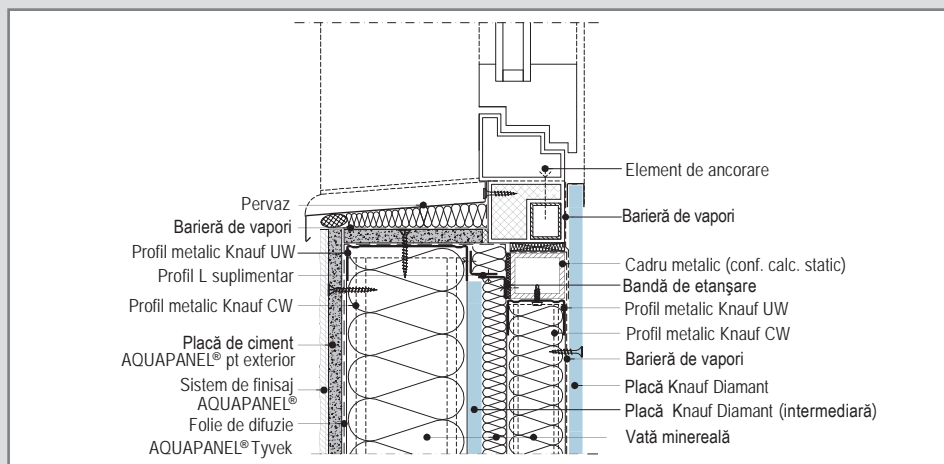 Pervaz
Barieră de vapori
Profil metalic Knauf UW
Profil L suplimentar
Profil metalic Knauf CW
Placă de ciment
AQUAPANEL® pt exterior
Sistem de finisaj
AQUAPANEL®
Folie de difuzie
AQUAPANEL® Tyvek
Element de ancorare
Barieră de vapori
Cadru metalic (conf. calc. static)
Bandă de etanşare
Profil metalic Knauf UW
Profil metalic Knauf CW
Barieră de vapori
Placă Knauf Diamant
Placă Knauf Diamant (intermediară)
Vată minereală